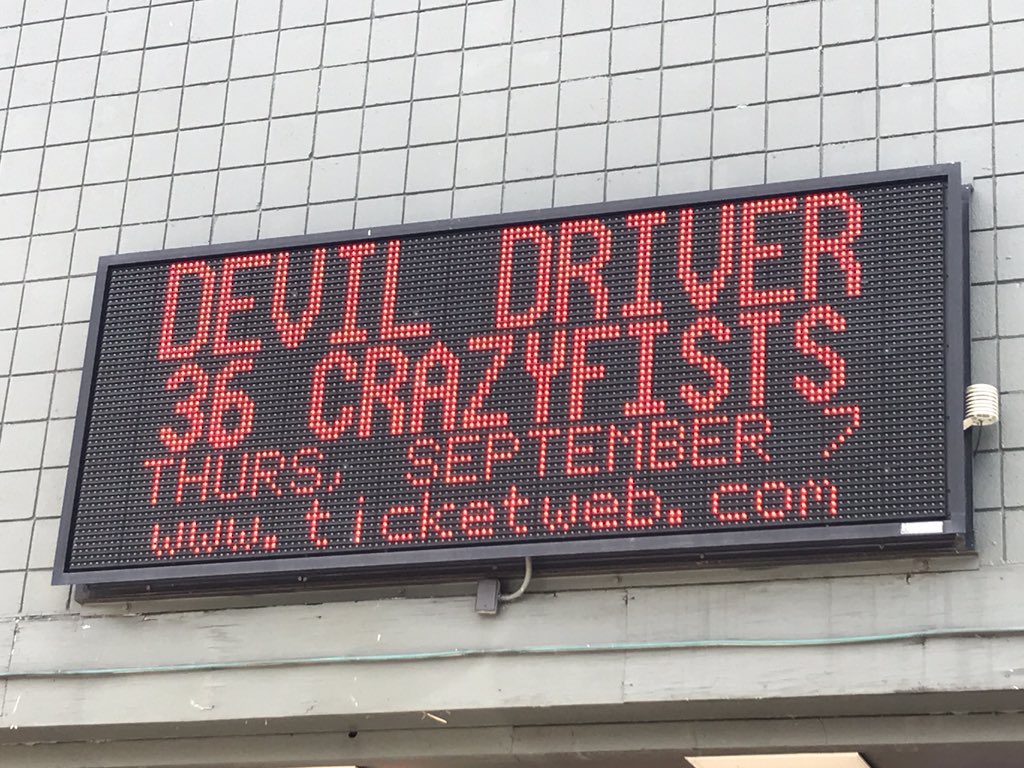 DEVIL DRIVER
36 CRAZYFISTS
THURS, SEPTEMBER 7
www.ticketweb.com